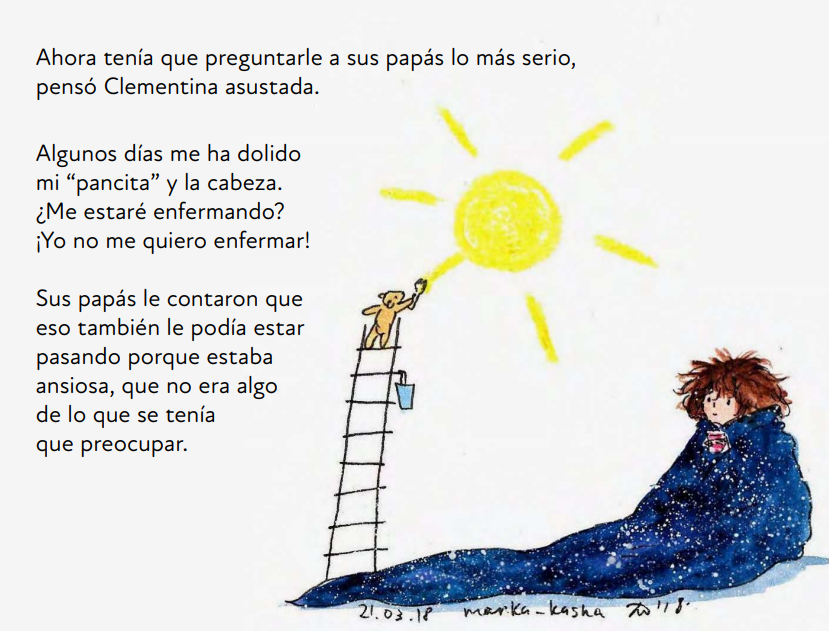 Ahora tenía que preguntarle a sus papás lo más serio,
pensó Clementina asustada.
Algunos días me ha dolido
mi “pancita” y la cabeza.
¿Me estaré enfermando?
¡Yo no me quiero enfermar!
Sus papás le contaron que
eso también le podía estar
pasando porque estaba
ansiosa, que no era algo
de lo que se tenía
que preocupar.
21.03.18 marka-kasha